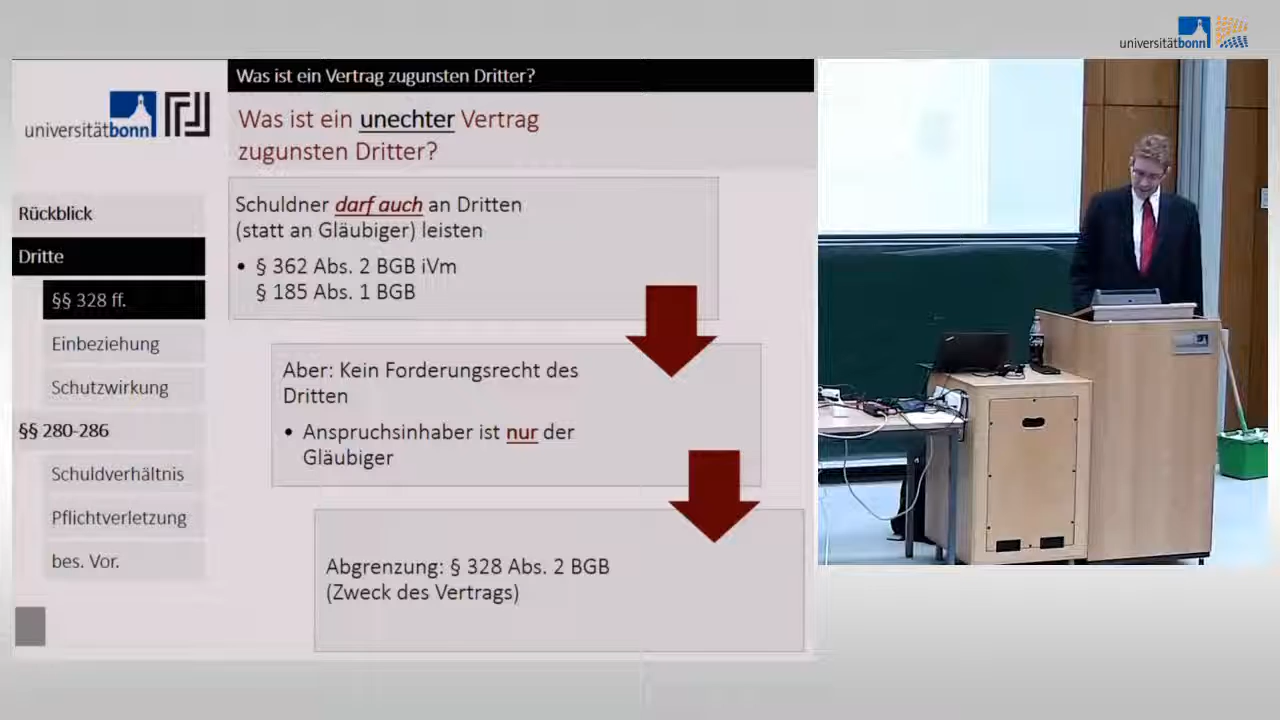 universitätbonn
Was ist ein Vertrag zugunsten Dritter?
universitätbonn
Was ist ein unechter Vertrag
zugunsten Dritter?
Rückblick
Dritte
§§ 328 ff.
Einbeziehung
Schutzwirkung
§§ 280-286
Schuldverhältnis
Pflichtverletzung
bes. Vor.
Schuldner darf auch an Dritten
(statt an Gläubiger) leisten
• § 362 Abs. 2 BGB iVm
§ 185 Abs. 1 BGB
Aber: Kein Forderungsrecht des
Dritten
• Anspruchsinhaber ist nur der
Gläubiger
Abgrenzung: § 328 Abs. 2 BGB
(Zweck des Vertrags)